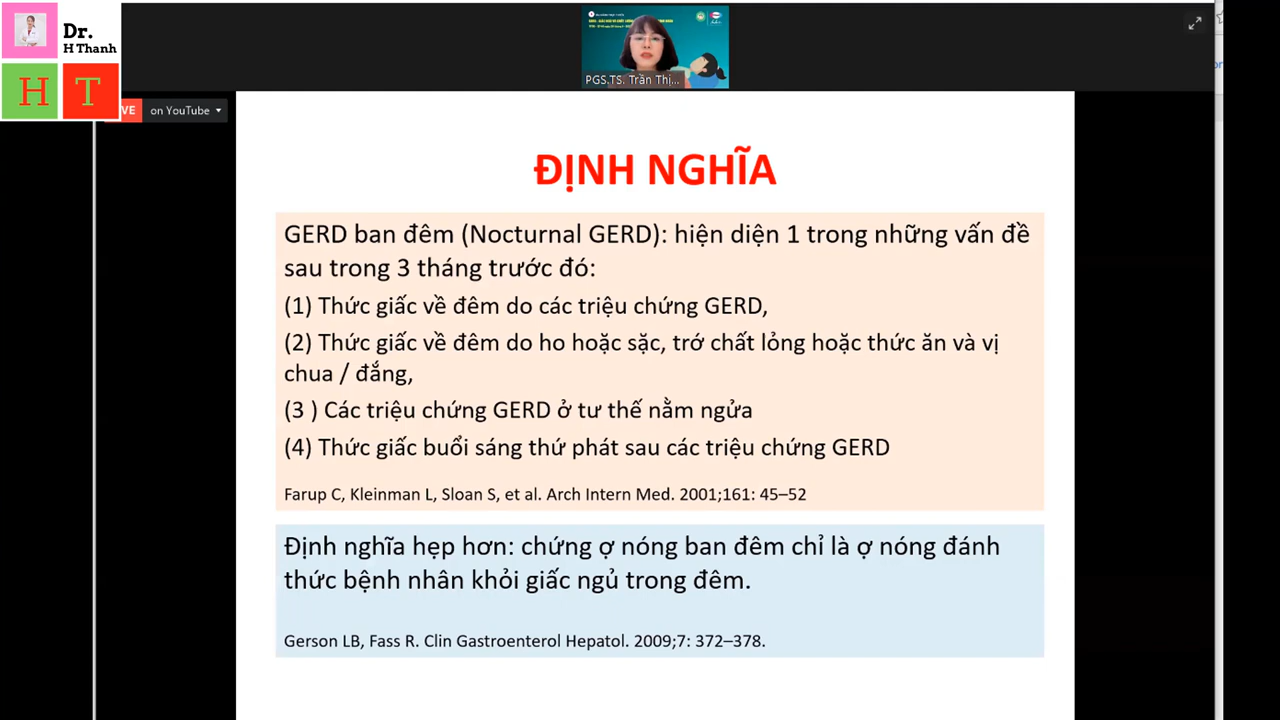 Dr.
H Thanh
H T
PGS.TS. Trần Thị...
VE on YouTube
ĐỊNH NGHĨA
GERD ban đêm (Nocturnal GERD): hiện diện 1 trong những vấn đề
sau trong 3 tháng trước đó:
(1) Thức giấc về đêm do các triệu chứng GERD,
(2) Thức giấc về đêm do ho hoặc sặc, trớ chất lỏng hoặc thức ăn và vị
chua / đắng,
(3 ) Các triệu chứng GERD ở tư thế nằm ngửa
(4) Thức giấc buổi sáng thứ phát sau các triệu chứng GERD
Farup C, Kleinman L, Sloan S, et al. Arch Intern Med. 2001;161: 45–52
Định nghĩa hẹp hơn: chứng ợ nóng ban đêm chỉ là ợ nóng đánh
thức bệnh nhân khỏi giấc ngủ trong đêm.
Gerson LB, Fass R. Clin Gastroenterol Hepatol. 2009;7: 372–378.